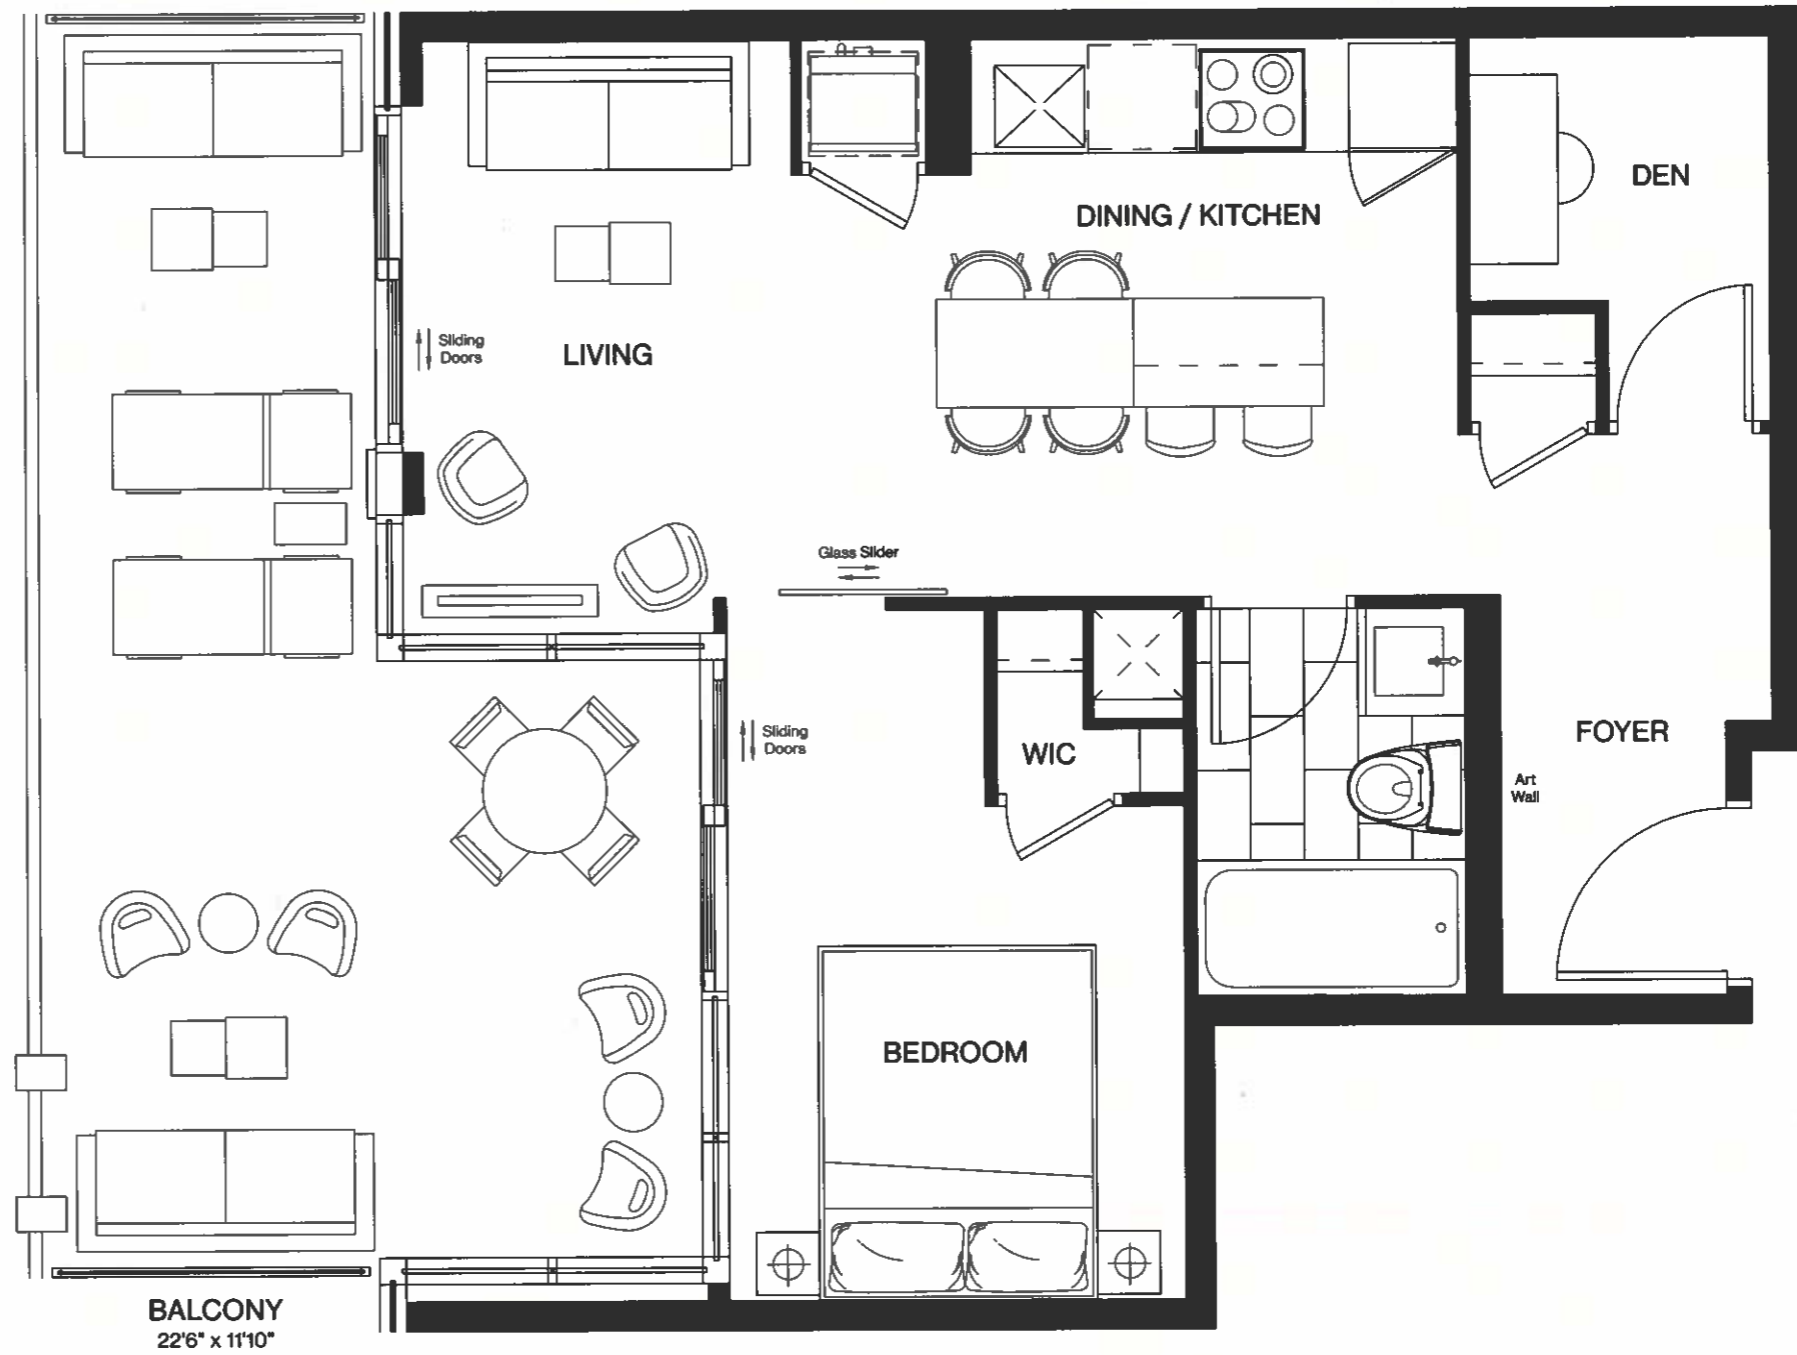 DEN
DINING / KITCHEN
Sliding
Doors
LIVING
Glass Slider
Sliding
Doors
WIC
FOYER
Art
Wall
BEDROOM
BALCONY
22'6" x 11'10"